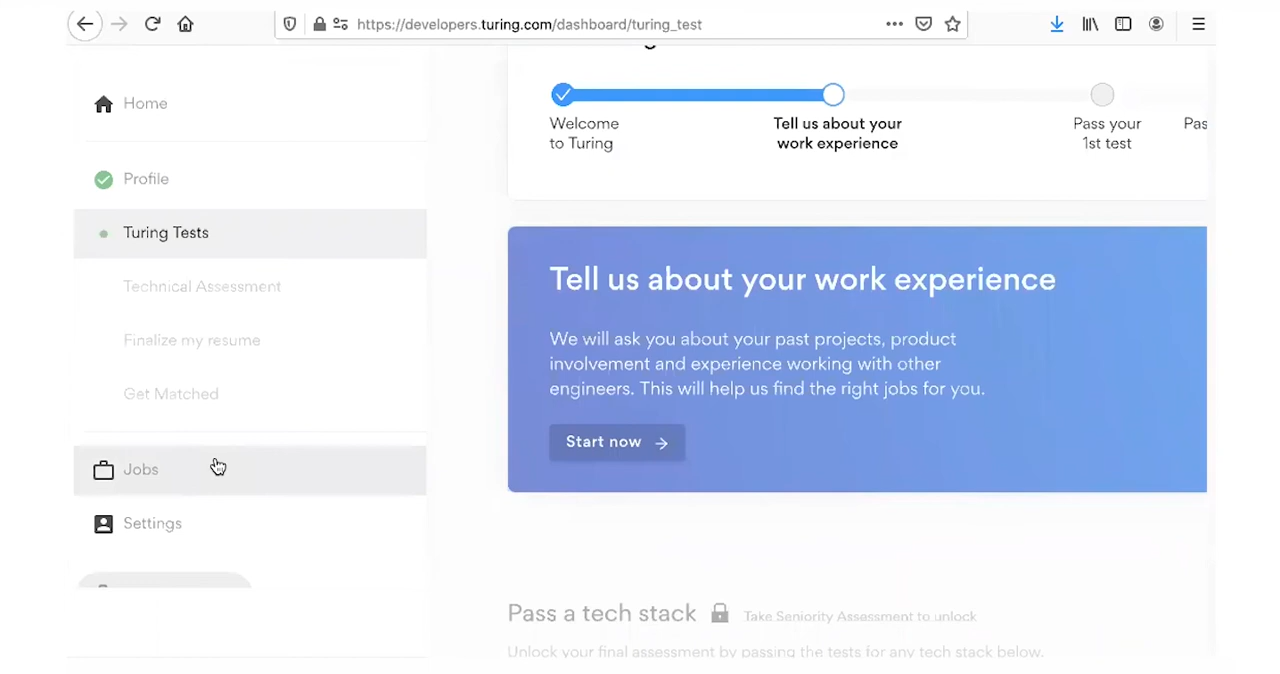 https://developers.turing.com/dashboard/turing_test
Home
Profile
Turing Tests
Technical Assessment
Finalize my resume
Get Matched
Jobs
Settings
Welcome
to Turing
Tell us about your
work experience
Pass your
1st test
Pas
Tell us about your work experience
We will ask you about your past projects, product
involvement and experience working with other
engineers. This will help us find the right jobs for you.
Start now →
Pass a tech stack
Take Seniority Assessment to unlock
Unlock your final assessment by passing the tests for any tech stack below.